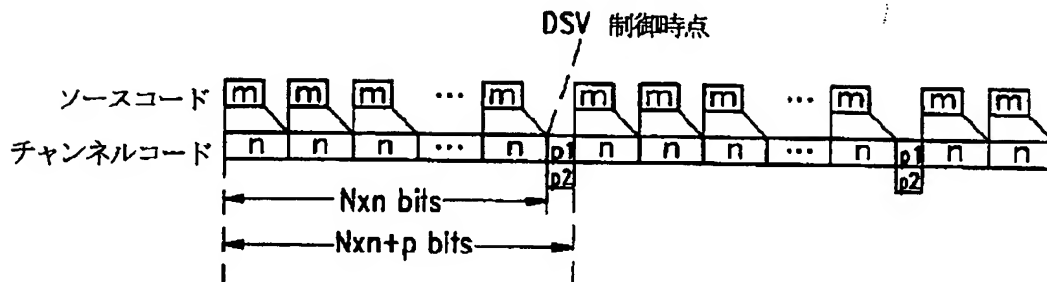 DSV 制御時点
ソースコード m m m … m m m m … m m m
チャンネルコード n n n … n p1 n n n … n p1 n n
p2 p2
Nxn bits
Nxn+p bits